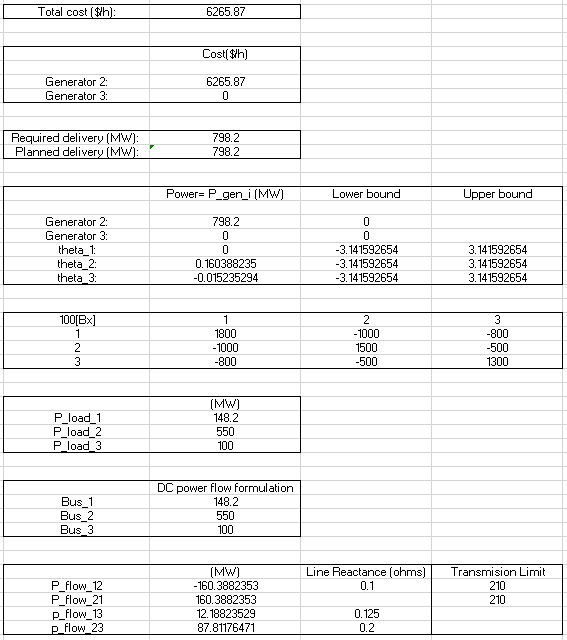 Total cost ($/h): 6265.87
Cost($/h)
Generator 2: 6265.87
Generator 3: 0
Required delivery (MW): 798.2
Planned delivery (MW): 798.2
Power= P_gen_i (MW) Lower bound Upper bound
Generator 2: 798.2 0
Generator 3: 0 0
theta_1: 0 -3.141592654 3.141592654
theta_2: 0.160388235 -3.141592654 3.141592654
theta_3: -0.015235294 -3.141592654 3.141592654
100[Bx] 1 2 3
1 1800 -1000 -800
2 -1000 1500 -500
3 -800 -500 1300
(MW)
P_load_1 148.2
P_load_2 550
P_load_3 100
DC power flow formulation
Bus_1 148.2
Bus_2 550
Bus_3 100
(MW) Line Reactance (ohms) Transmision Limit
P_flow_12 -160.3882353 0.1 210
P_flow_21 160.3882353 210
p_flow_13 12.18823529 0.125
p_flow_23 87.81176471 0.2